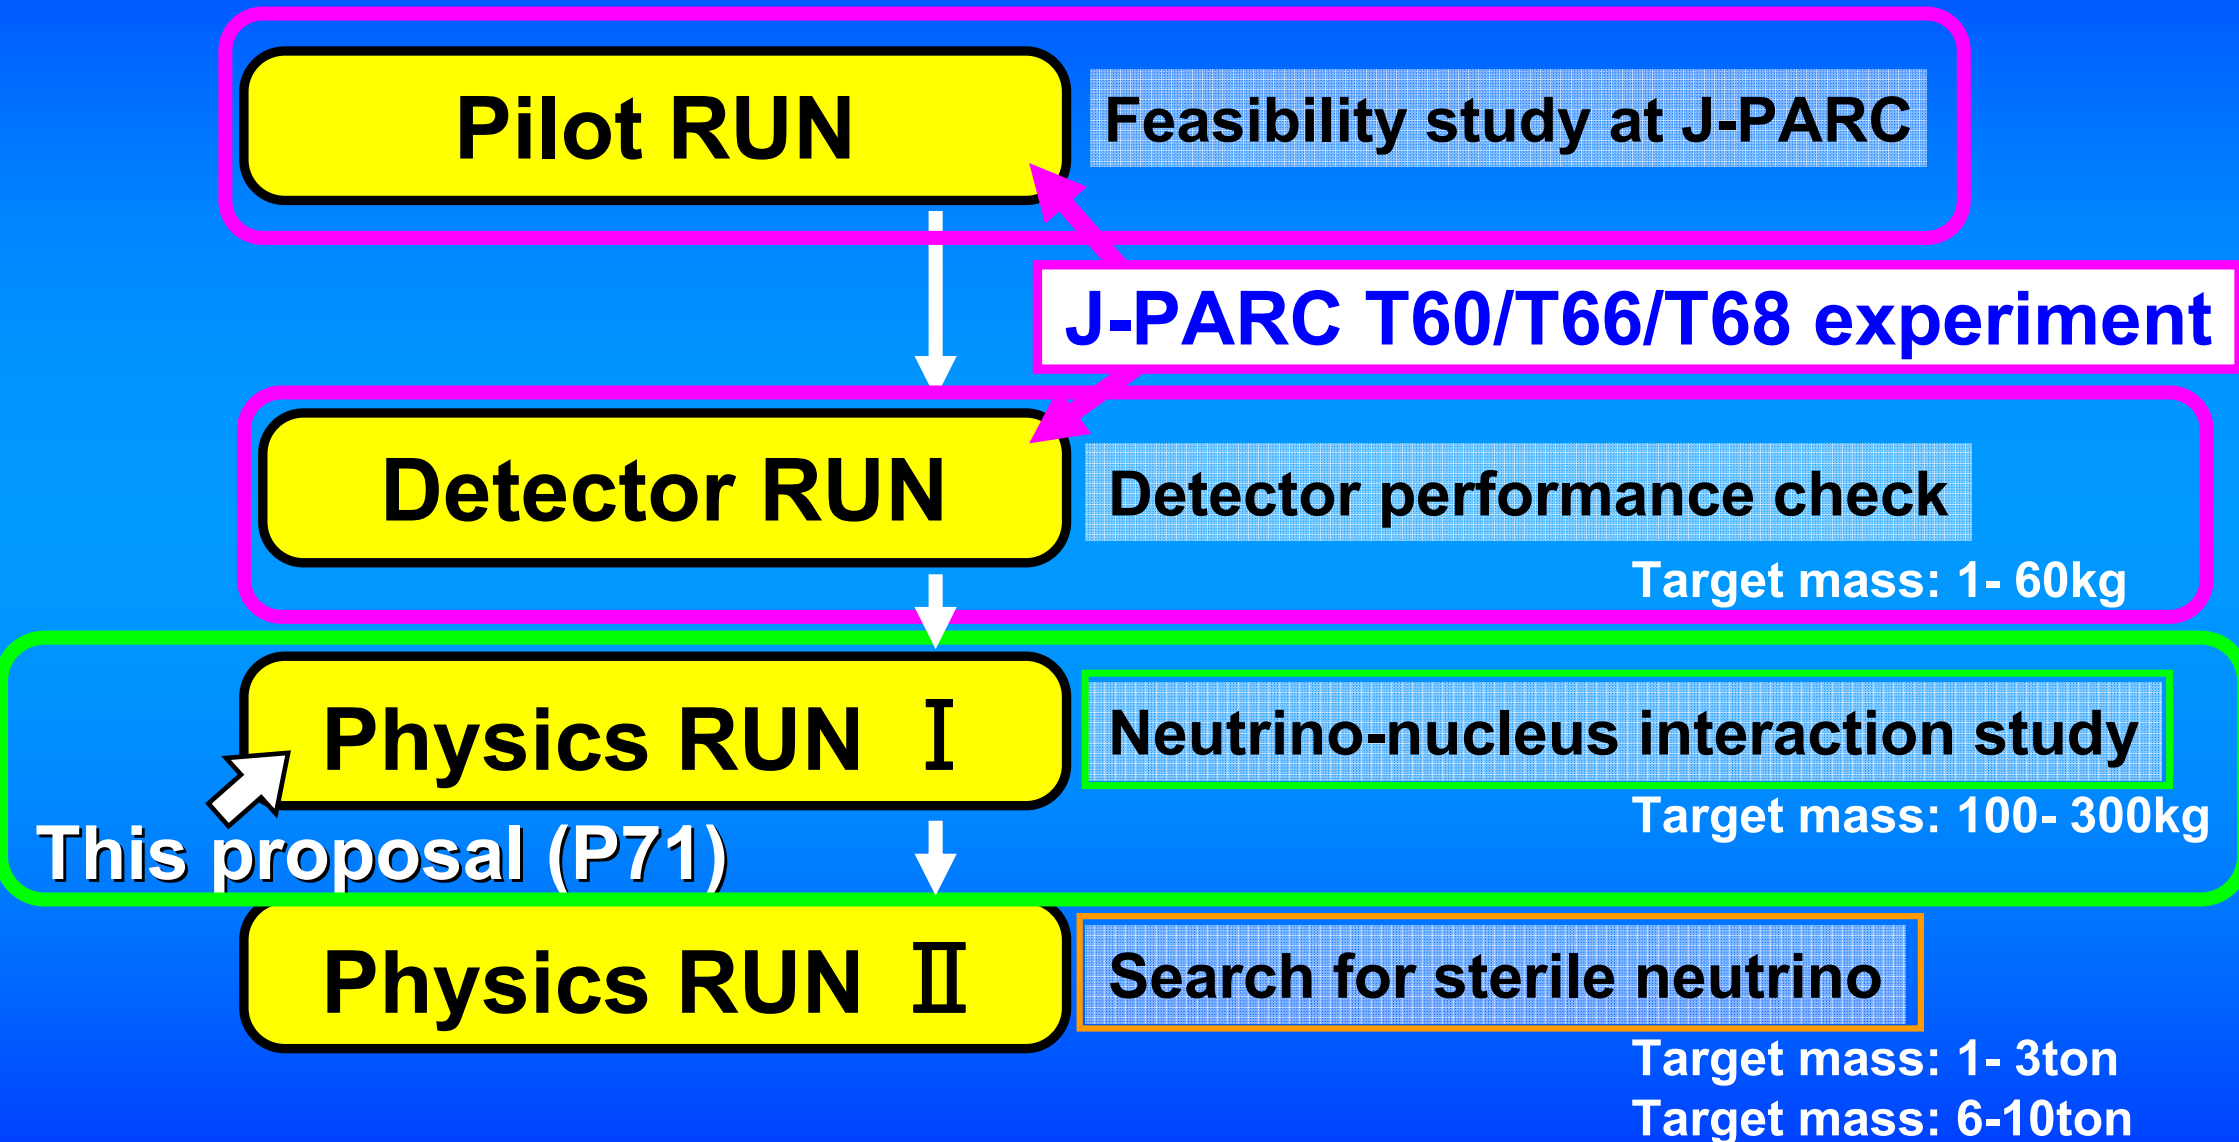 Pilot RUN
Feasibility study at J-PARC
J-PARC T60/T66/T68 experiment
Detector RUN
Detector performance check
Target mass: 1- 60kg
Physics RUN Ⅰ
Neutrino-nucleus interaction study
Target mass: 100- 300kg
This proposal (P71)
Physics RUN Ⅱ
Search for sterile neutrino
Target mass: 1- 3ton
Target mass: 6-10ton